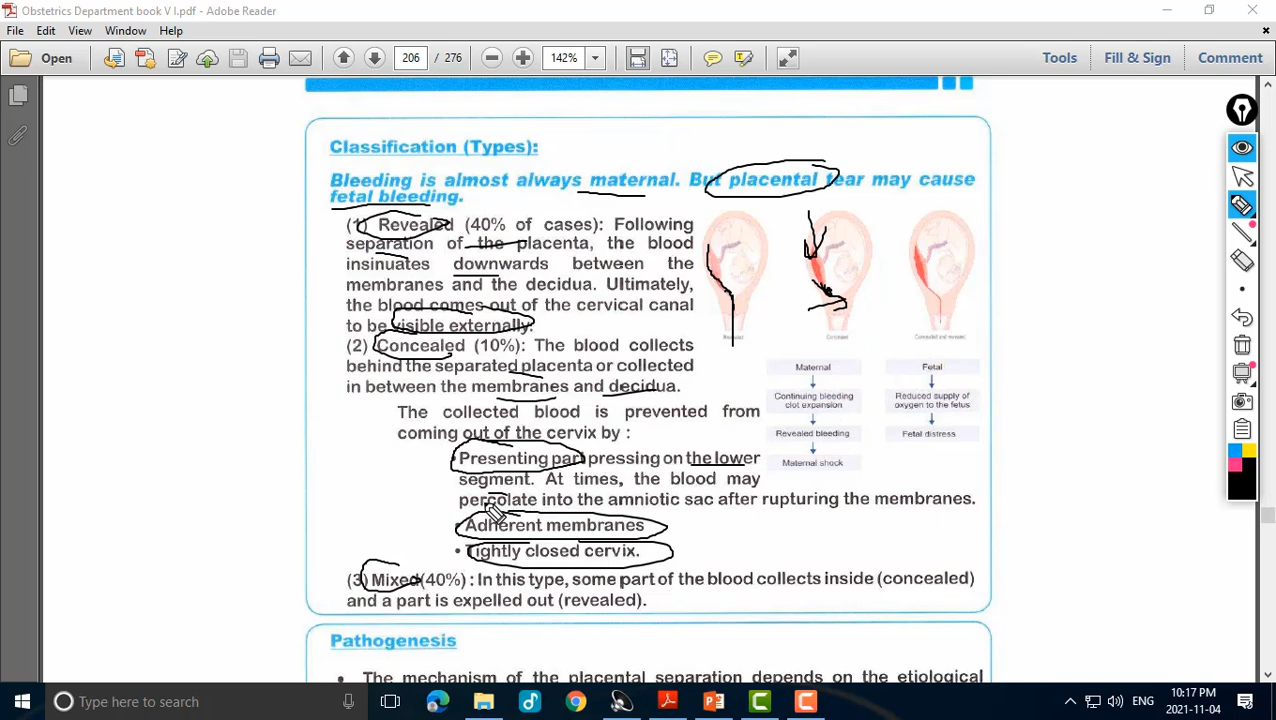 Obstetrics Department book V I.pdf - Adobe Reader
File Edit View Window Help
Open 206 / 276 142% Tools Fill & Sign Comment
Classification (Types):
Bleeding is almost always maternal. But placental tear may cause
fetal bleeding.
(1) Revealed (40% of cases): Following
separation of the placenta, the blood
insinuates downwards between the
membranes and the decidua. Ultimately,
the blood comes out of the cervical canal
to be visible externally.
Revealed Concealed Concealed and revealed
(2) Concealed (10%): The blood collects
behind the separated placenta or collected
in between the membranes and decidua.
The collected blood is prevented from
coming out of the cervix by :
• Presenting part pressing on the lower
segment. At times, the blood may
percolate into the amniotic sac after rupturing the membranes.
• Adherent membranes
• Tightly closed cervix.
Maternal
Continuing bleeding
clot expansion
Revealed bleeding
Maternal shock
Fetal
Reduced supply of
oxygen to the fetus
Fetal distress
(3) Mixed(40%) : In this type, some part of the blood collects inside (concealed)
and a part is expelled out (revealed).
Pathogenesis
• The mechanism of the placental separation depends on the etiological
Type here to search
ENG
10:17 PM
2021-11-04